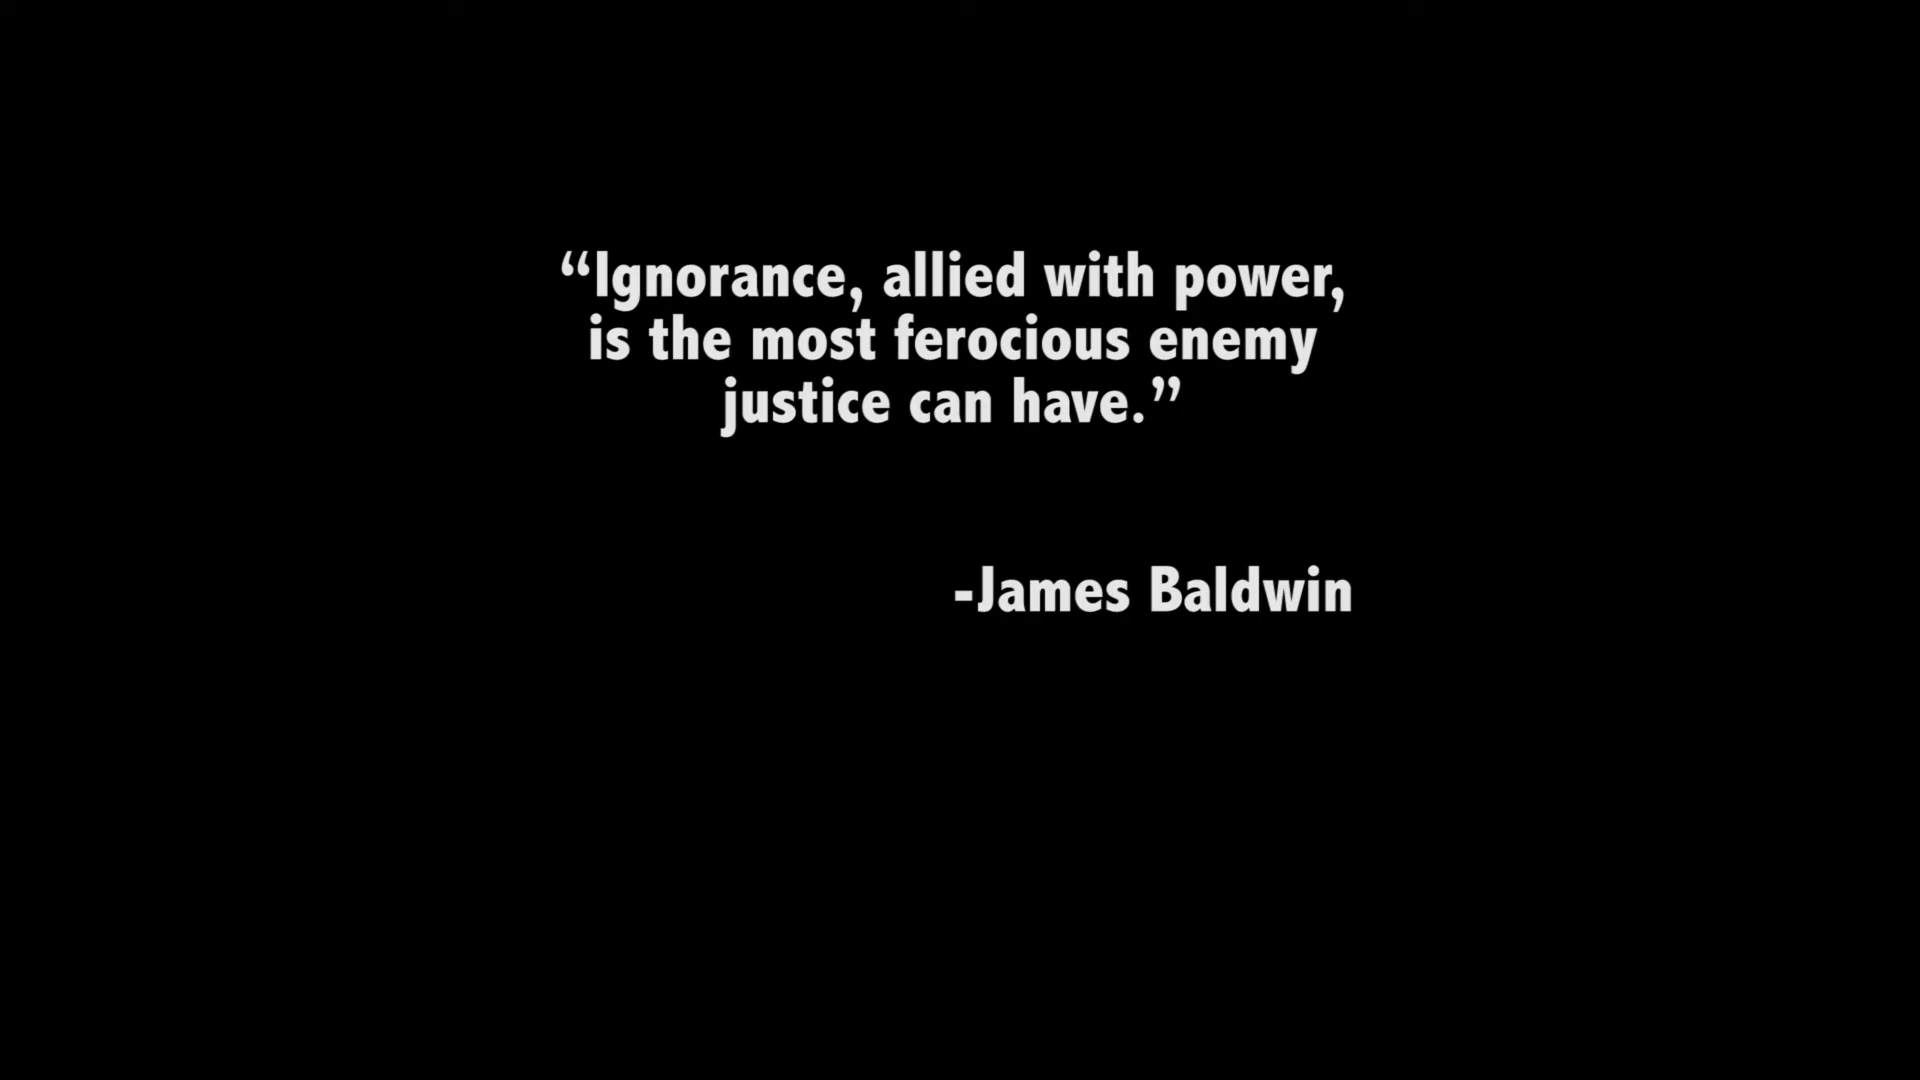 “Ignorance, allied with power,
is the most ferocious enemy
justice can have.”
-James Baldwin